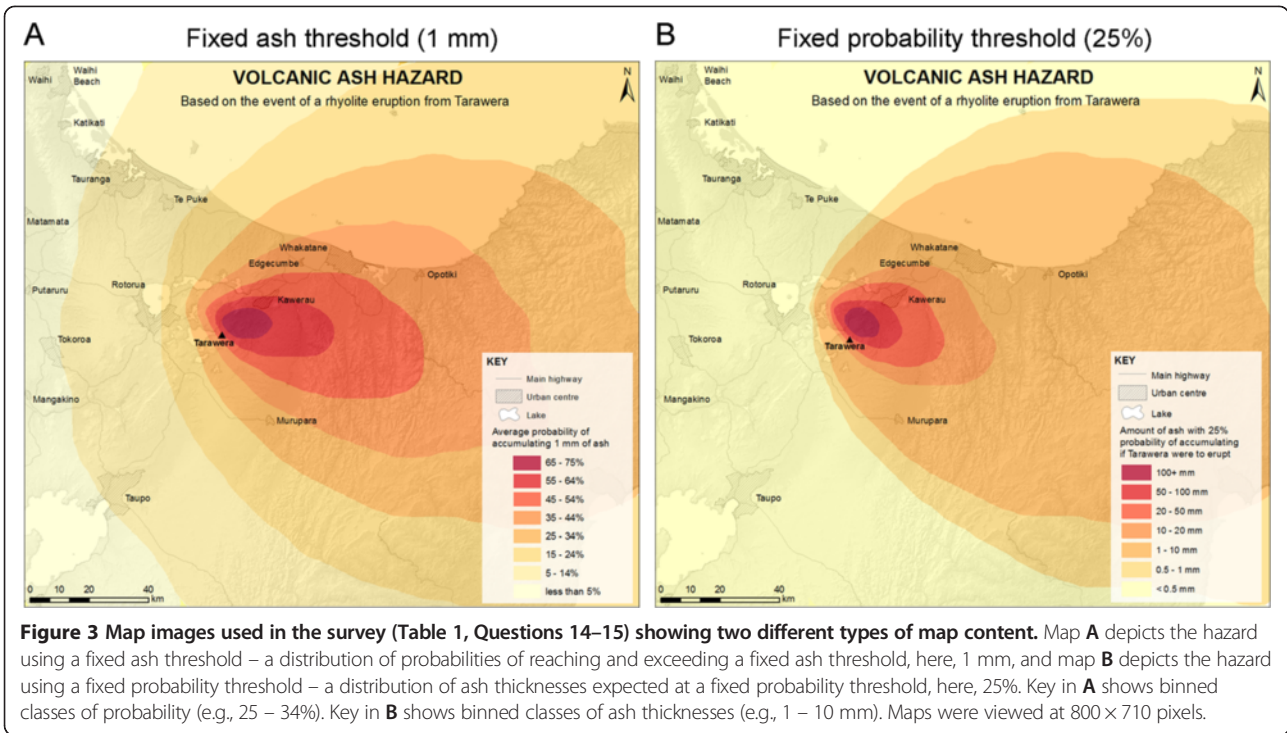 A Fixed ash threshold (1 mm)
VOLCANIC ASH HAZARD
Based on the event of a rhyolite eruption from Tarawera
N
Waihi
Waihi Beach
Katikati
Tauranga
Te Puke
Matamata
Whakatane
Edgecumbe
Opotiki
Rotorua
Putaruru
Kawerau
Tarawera
Tokoroa
Mangakino
Murupara
Taupo
0 10 20 40 km
KEY
Main highway
Urban centre
Lake
Average probability of
accumulating 1 mm of ash
65 - 75%
55 - 64%
45 - 54%
35 - 44%
25 - 34%
15 - 24%
5 - 14%
less than 5%
B Fixed probability threshold (25%)
VOLCANIC ASH HAZARD
Based on the event of a rhyolite eruption from Tarawera
N
Waihi
Waihi Beach
Katikati
Tauranga
Te Puke
Matamata
Whakatane
Edgecumbe
Opotiki
Rotorua
Putaruru
Kawerau
Tarawera
Tokoroa
Mangakino
Murupara
Taupo
0 10 20 40 km
KEY
Main highway
Urban centre
Lake
Amount of ash with 25%
probability of accumulating
if Tarawera were to erupt
100+ mm
50 - 100 mm
20 - 50 mm
10 - 20 mm
1 - 10 mm
0.5 - 1 mm
< 0.5 mm
Figure 3 Map images used in the survey (Table 1, Questions 14–15) showing two different types of map content. Map A depicts the hazard
using a fixed ash threshold – a distribution of probabilities of reaching and exceeding a fixed ash threshold, here, 1 mm, and map B depicts the hazard
using a fixed probability threshold – a distribution of ash thicknesses expected at a fixed probability threshold, here, 25%. Key in A shows binned
classes of probability (e.g., 25 – 34%). Key in B shows binned classes of ash thicknesses (e.g., 1 – 10 mm). Maps were viewed at 800 × 710 pixels.